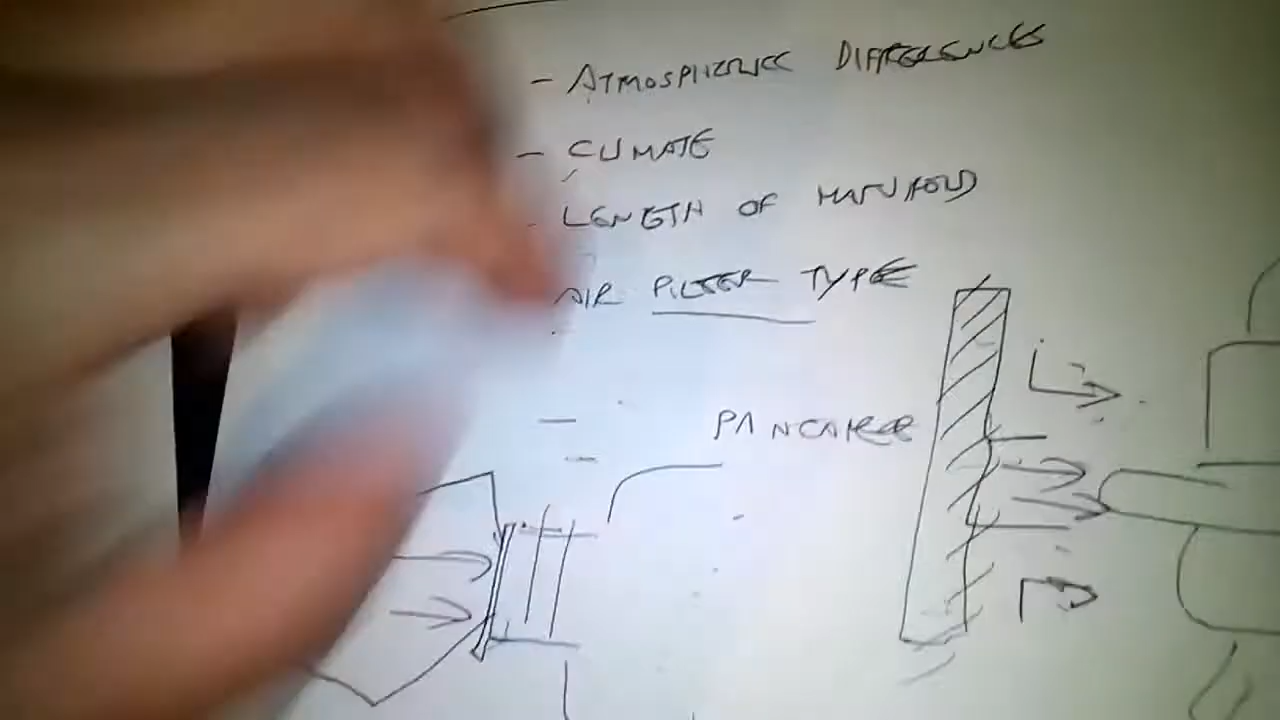 - ATMOSPHERIC DIFFERENCES
- CLIMATE
- LENGTH OF MANIFOLD
AIR FILTER TYPE
PANCAKE